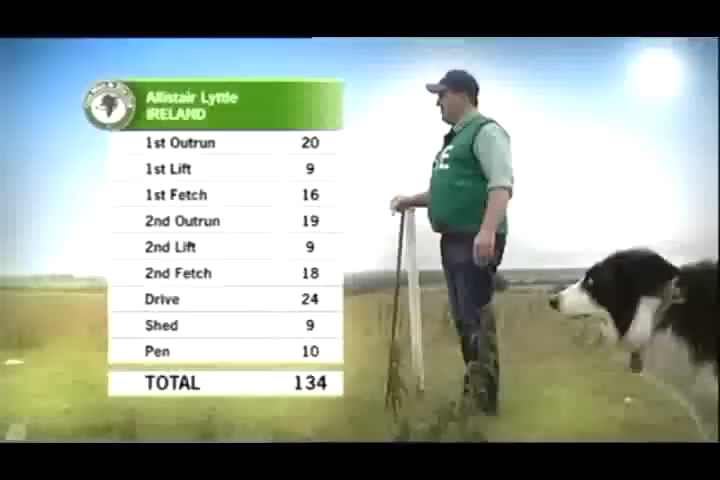 Allistair Lyttle
IRELAND
1st Outrun 20
1st Lift 9
1st Fetch 16
2nd Outrun 19
2nd Lift 9
2nd Fetch 18
Drive 24
Shed 9
Pen 10
TOTAL 134